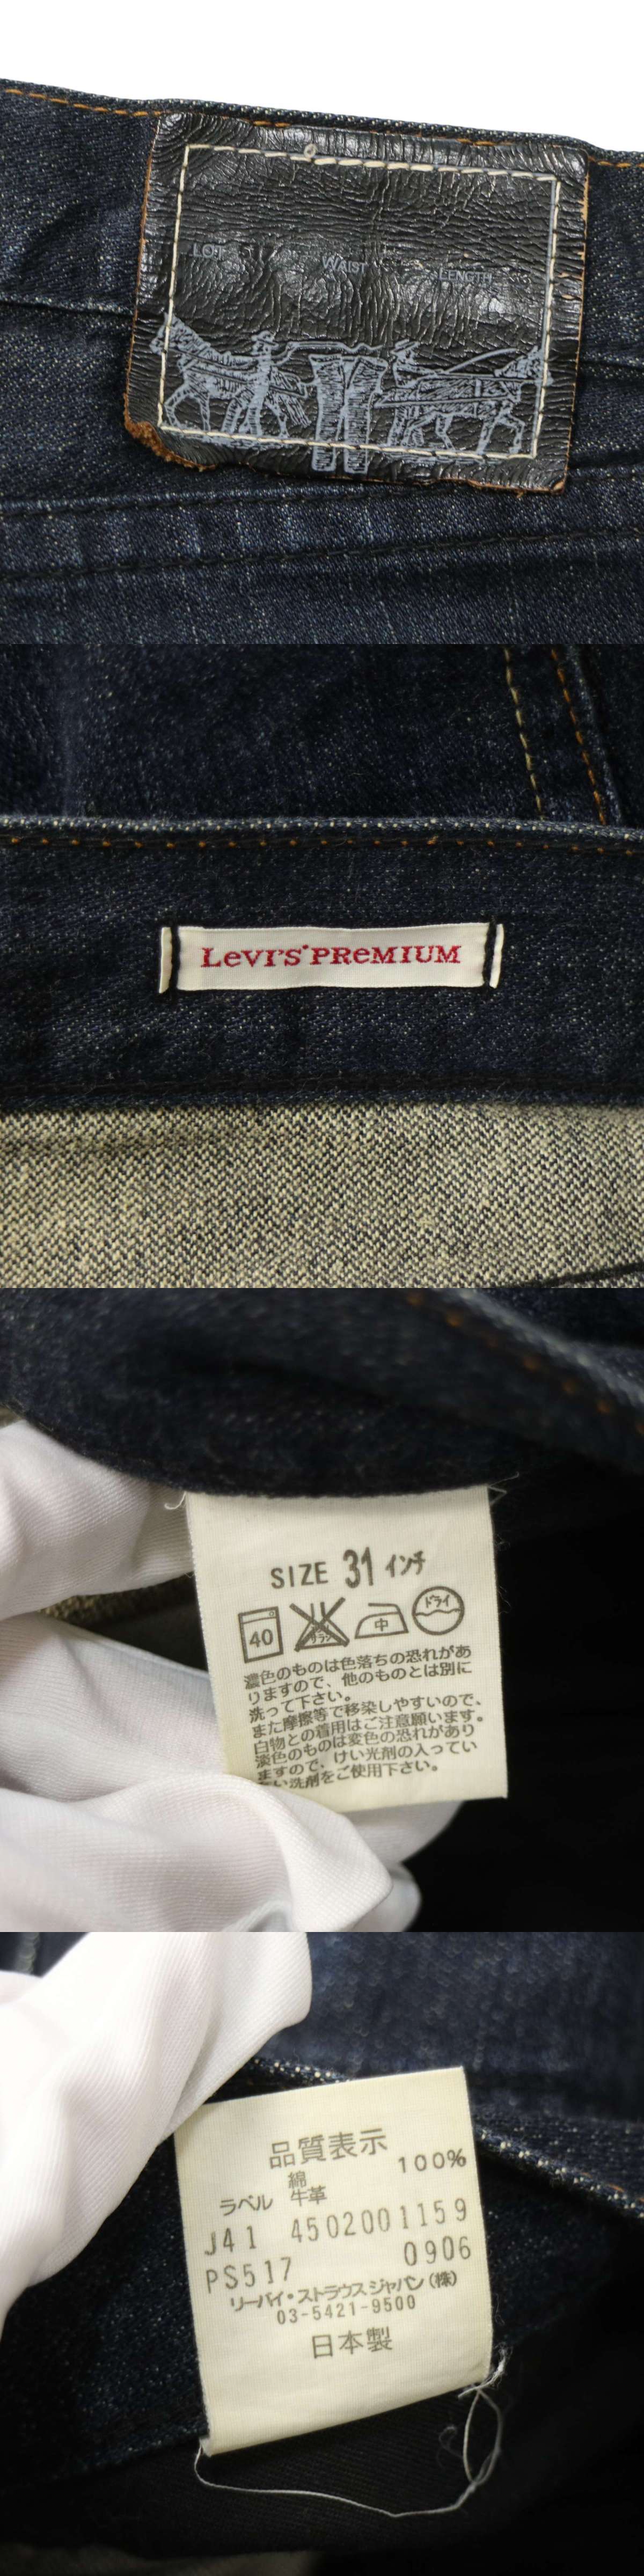 LOT WAIST LENGTH
LEVI'S PREMIUM
SIZE 31 インチ
40 中 ドライ
濃色のものは色落ちの恐れがあ
りますので、他のものとは別に
洗って下さい。
また摩擦等で移染しやすいので、
白物との着用はご注意願います。
淡色のものは変色の恐れがあり
ますので、けい光剤の入ってい
い洗剤をご使用下さい。
品質表示
綿 100%
ラベル 牛革
J41 4502001159
PS517 0906
リーバイ・ストラウス ジャパン(株)
03-5421-9500
日本製